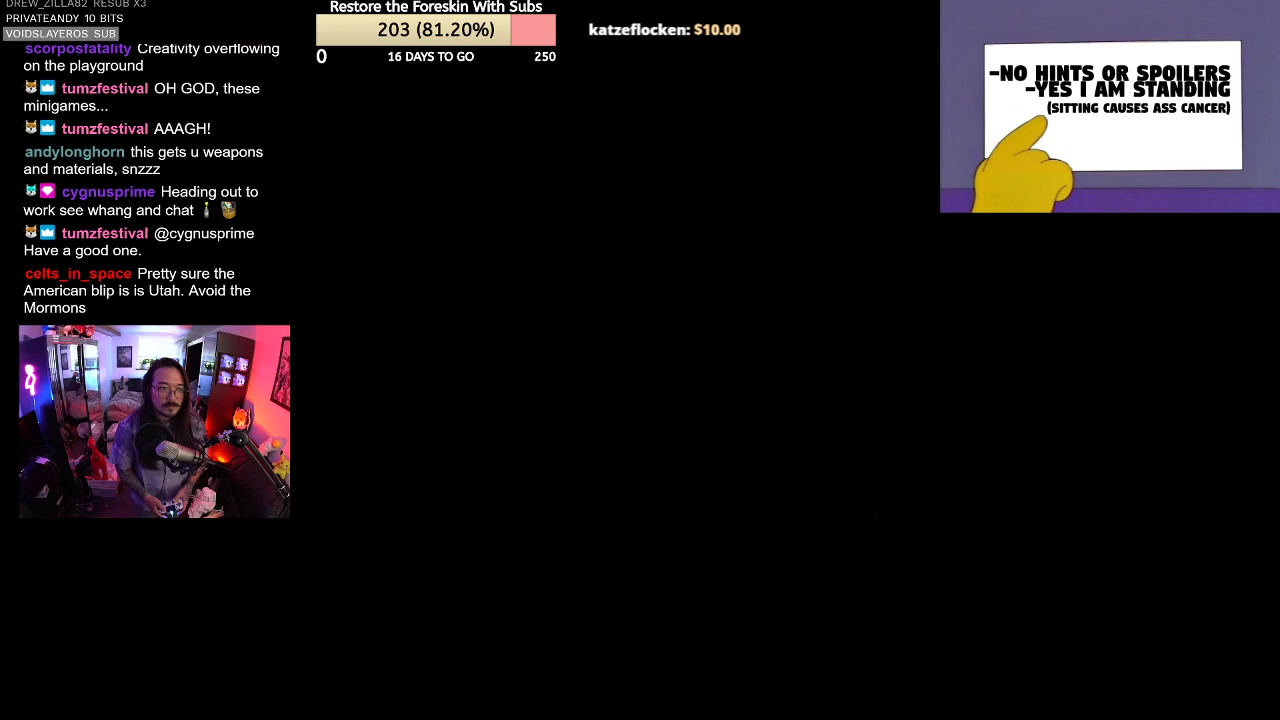 DREW_ZILLA82 RESUB X3
PRIVATEANDY 10 BITS
VOIDSLAYEROS SUB
scorposfatality Creativity overflowing
on the playground
tumzfestival OH GOD, these
minigames...
tumzfestival AAAGH!
andylonghorn this gets u weapons
and materials, snzzz
cygnusprime Heading out to
work see whang and chat
tumzfestival @cygnusprime
Have a good one.
celts_in_space Pretty sure the
American blip is is Utah. Avoid the
Mormons
Restore the Foreskin With Subs
203 (81.20%)
0 16 DAYS TO GO 250
katzeflocken: $10.00
-NO HINTS OR SPOILERS
-YES I AM STANDING
(SITTING CAUSES ASS CANCER)